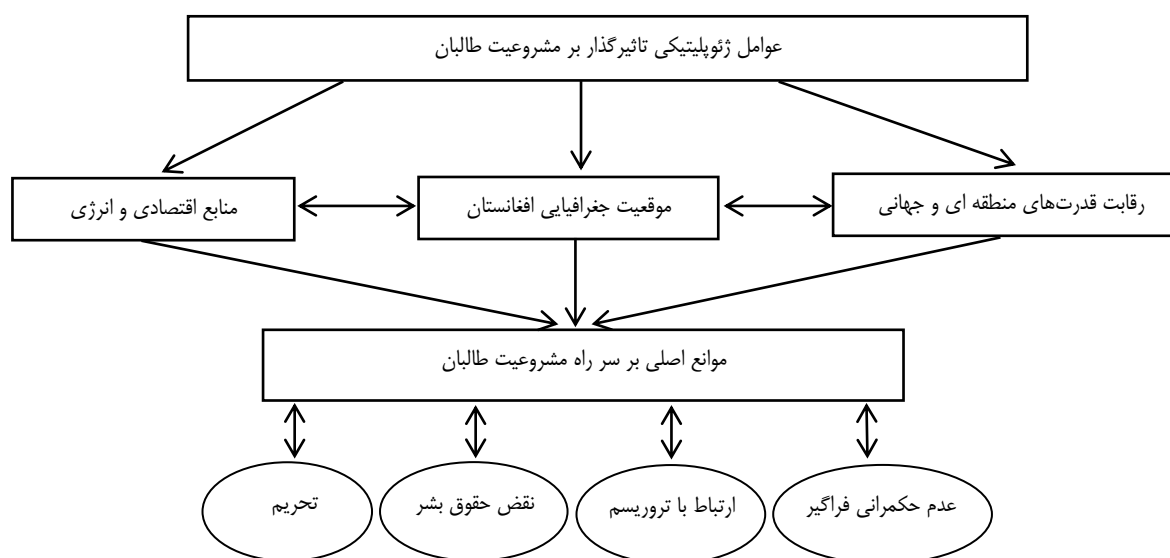 عوامل ژئوپلیتیکی تاثیرگذار بر مشروعیت طالبان
رقابت قدرت‌های منطقه ای و جهانی
موقعیت جغرافیایی افغانستان
منابع اقتصادی و انرژی
موانع اصلی بر سر راه مشروعیت طالبان
عدم حکمرانی فراگیر
ارتباط با تروریسم
نقض حقوق بشر
تحریم